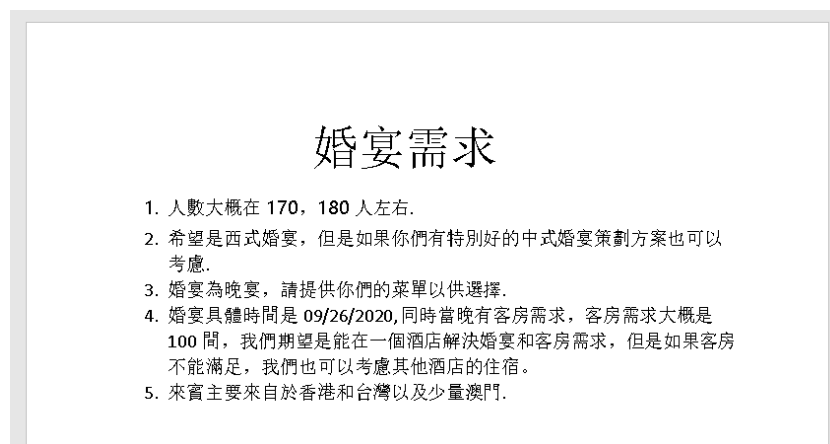 婚宴需求
1. 人數大概在 170，180 人左右.
2. 希望是西式婚宴，但是如果你們有特別好的中式婚宴策劃方案也可以
考慮.
3. 婚宴為晚宴，請提供你們的菜單以供選擇.
4. 婚宴具體時間是 09/26/2020,同時當晚有客房需求，客房需求大概是
100 間，我們期望是能在一個酒店解決婚宴和客房需求，但是如果客房
不能滿足，我們也可以考慮其他酒店的住宿。
5. 來賓主要來自於香港和台灣以及少量澳門.